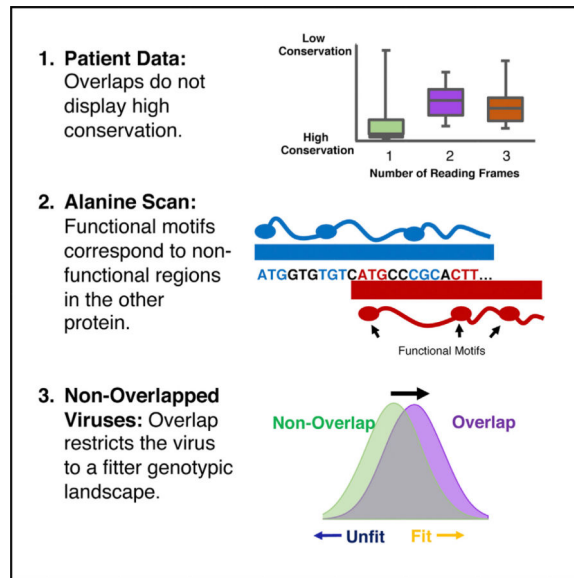 1. Patient Data:
Overlaps do not
display high
conservation.
Low
Conservation
High
Conservation
1 2 3
Number of Reading Frames
2. Alanine Scan:
Functional motifs
correspond to non-
functional regions
in the other
protein.
ATGGTGTGTCATGCCCGCACTT...
Functional Motifs
3. Non-Overlapped
Viruses: Overlap
restricts the virus
to a fitter genotypic
landscape.
Non-Overlap
Overlap
Unfit
Fit